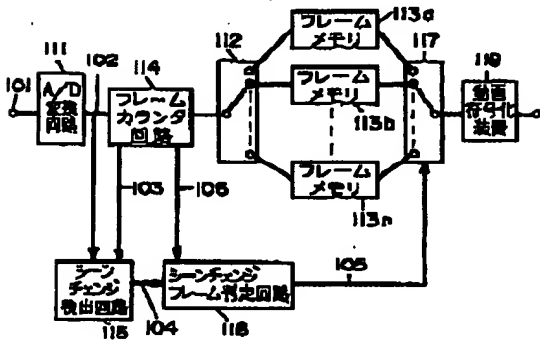 111
102
101
A/D
変換
回路
114
フレーム
カウンタ
回路
112
フレーム
メモリ
113a
フレーム
メモリ
113b
フレーム
メモリ
113n
117
動画
符号化
装置
103
106
シーン
チェンジ
検出回路
115
104
シーンチェンジ
フレーム判定回路
105